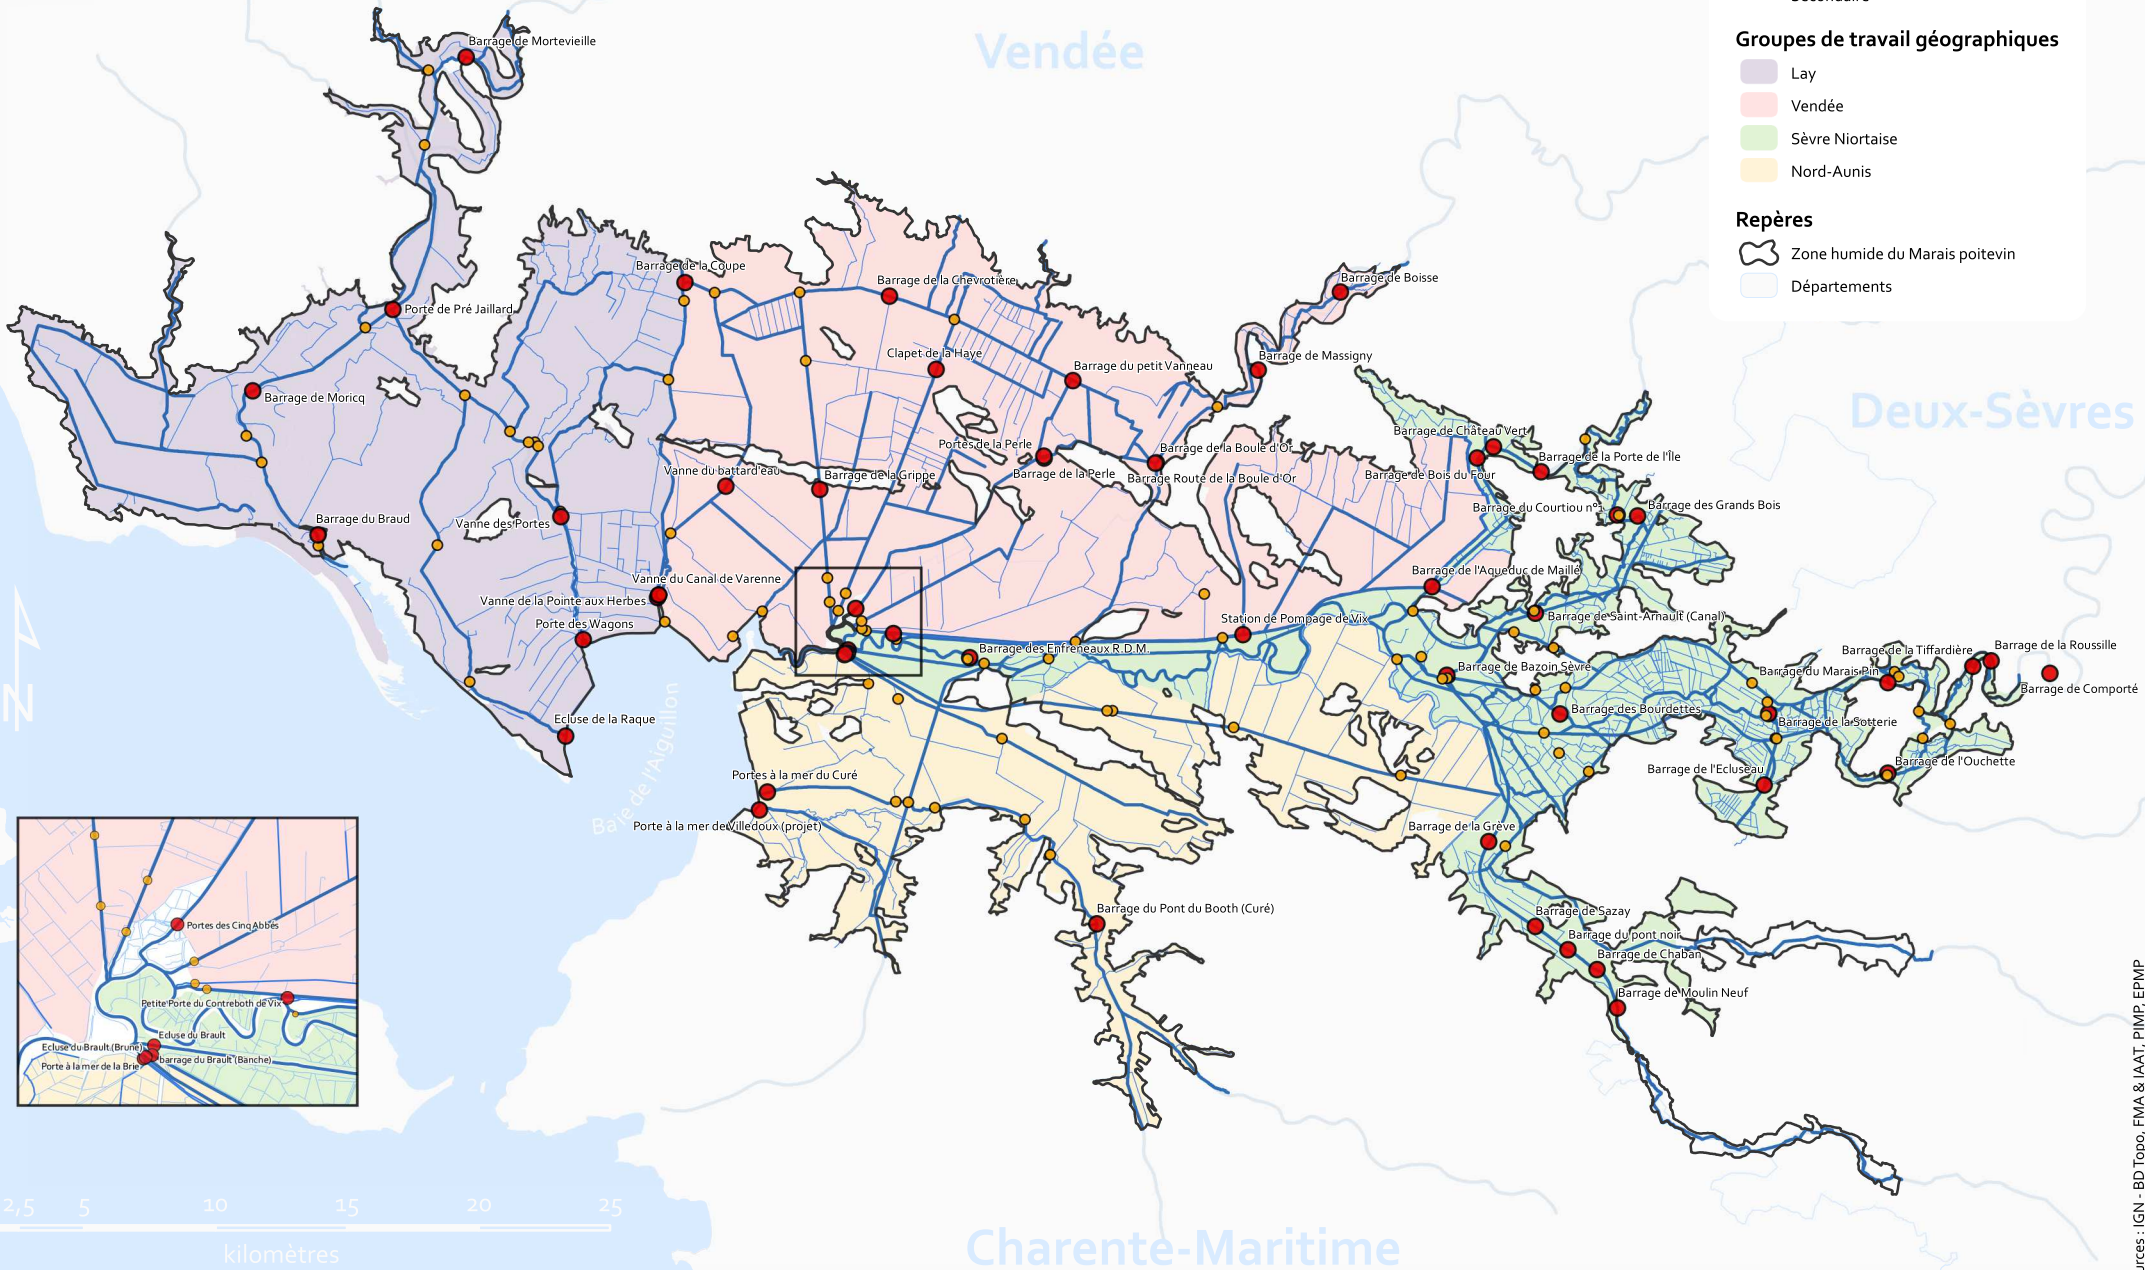 Secondaire
Groupes de travail géographiques
Lay
Vendée
Sèvre Niortaise
Nord-Aunis
Repères
Zone humide du Marais poitevin
Départements
Vendée
Deux-Sèvres
Charente-Maritime
Baie de l'Aiguillon
Barrage de Mortevieille
Barrage de la Coupe
Barrage de la Chevrotière
Barrage de Boisse
Porte de Pré Jaillard
Clapet de la Haye
Barrage du petit Vanneau
Barrage de Massigny
Barrage de Moricq
Barrage de Château Vert
Portes de la Perle
Barrage de la Boule d'Or
Barrage de la Porte de l'Île
Vanne du battard'eau
Barrage de la Grippe
Barrage de la Perle
Barrage Route de la Boule d'Or
Barrage de Bois du Four
Barrage du Courtiou n°1
Barrage des Grands Bois
Barrage du Braud
Vanne des Portes
Vanne du Canal de Varenne
Barrage de l'Aqueduc de Maillé
Vanne de la Pointe aux Herbes
Porte des Wagons
Station de Pompage de Vix
Barrage de Saint-Arnault (Canal)
Barrage des Enfreneaux R.D.M.
Barrage de Bazoin Sèvre
Barrage de la Tiffardière
Barrage de la Roussille
Barrage du Marais Pin
Barrage de Comporté
Barrage des Bourdettes
Barrage de la Sotterie
Ecluse de la Raque
Barrage de l'Ecluseau
Barrage de l'Ouchette
Portes à la mer du Curé
Porte à la mer de Villedoux (projet)
Barrage de la Grève
Barrage du Pont du Booth (Curé)
Barrage de Sazay
Barrage du pont noir
Barrage de Chaban
Barrage de Moulin Neuf
Portes des Cinq Abbés
Petite Porte du Contreboth de Vix
Ecluse du Brault
Ecluse du Brault (Brune)
barrage du Brault (Banche)
Porte à la mer de la Brie
N
2,5 5 10 15 20 25
kilomètres
: IGN - BD Topo, FMA & IAAT, PIMP, EPMP